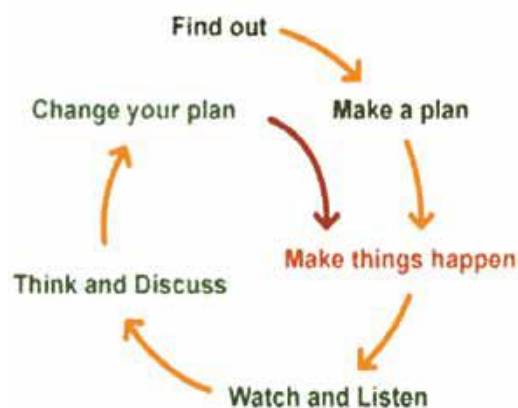 Find out
Change your plan
Make a plan
Make things happen
Think and Discuss
Watch and Listen